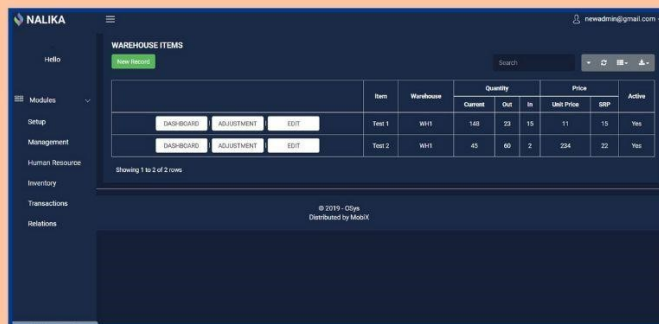 NALIKA
newadmin@gmail.com
Hello
WAREHOUSE ITEMS
New Record
Search
Modules
Setup
Management
Human Resource
Inventory
Transactions
Relations
Item Warehouse Quantity Price Active
Current Out In Unit Price SRP
DASHBOARD ADJUSTMENT EDIT Test 1 WH1 148 23 15 11 15 Yes
DASHBOARD ADJUSTMENT EDIT Test 2 WH1 45 60 2 234 22 Yes
Showing 1 to 2 of 2 rows
© 2019 - OSys
Distributed by MobiX